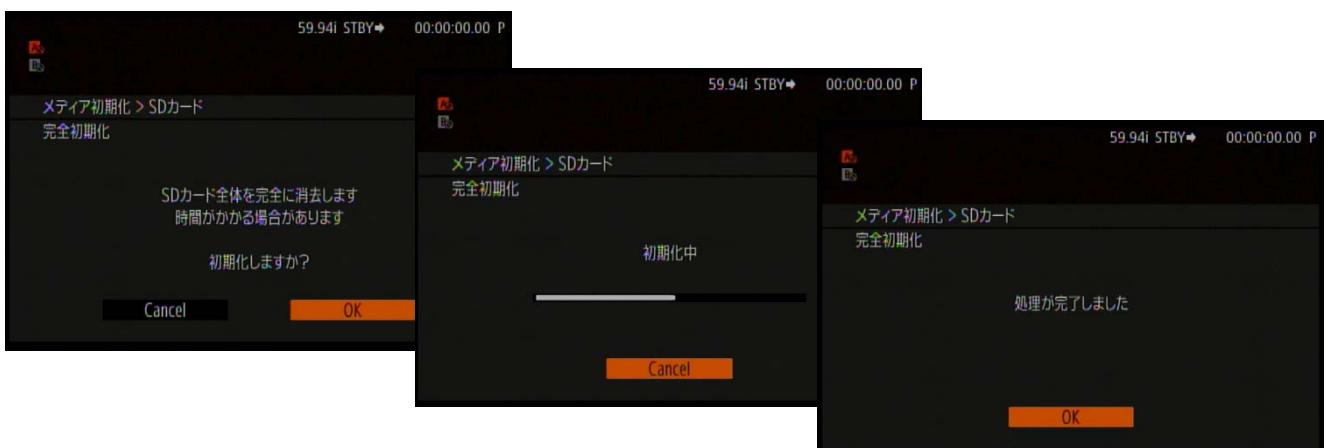 59.94i STBY➡ 00:00:00.00 P
A
B
メディア初期化 > SDカード
完全初期化
SDカード全体を完全に消去します
時間がかかる場合があります
初期化しますか?
Cancel OK
59.94i STBY➡ 00:00:00.00 P
A
B
メディア初期化 > SDカード
完全初期化
初期化中
Cancel
59.94i STBY➡ 00:00:00.00 P
A
B
メディア初期化 > SDカード
完全初期化
処理が完了しました
OK